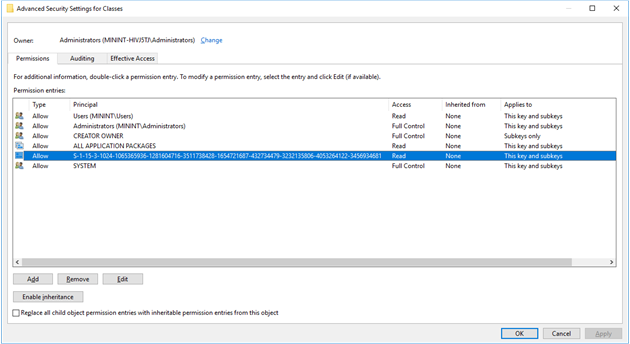 Advanced Security Settings for Classes
Owner: Administrators (MININT-HIVJ5TJ\Administrators) Change
Permissions Auditing Effective Access
For additional information, double-click a permission entry. To modify a permission entry, select the entry and click Edit (if available).
Permission entries:
Type Principal Access Inherited from Applies to
Allow Users (MININT\Users) Read None This key and subkeys
Allow Administrators (MININT\Administrators) Full Control None This key and subkeys
Allow CREATOR OWNER Full Control None Subkeys only
Allow ALL APPLICATION PACKAGES Read None This key and subkeys
Allow S-1-15-3-1024-1065365936-1281604716-3511738428-1654721687-432734479-3232135806-4053264122-3456934681 Read None This key and subkeys
Allow SYSTEM Full Control None This key and subkeys
Add Remove Edit
Enable inheritance
Replace all child object permission entries with inheritable permission entries from this object
OK Cancel Apply